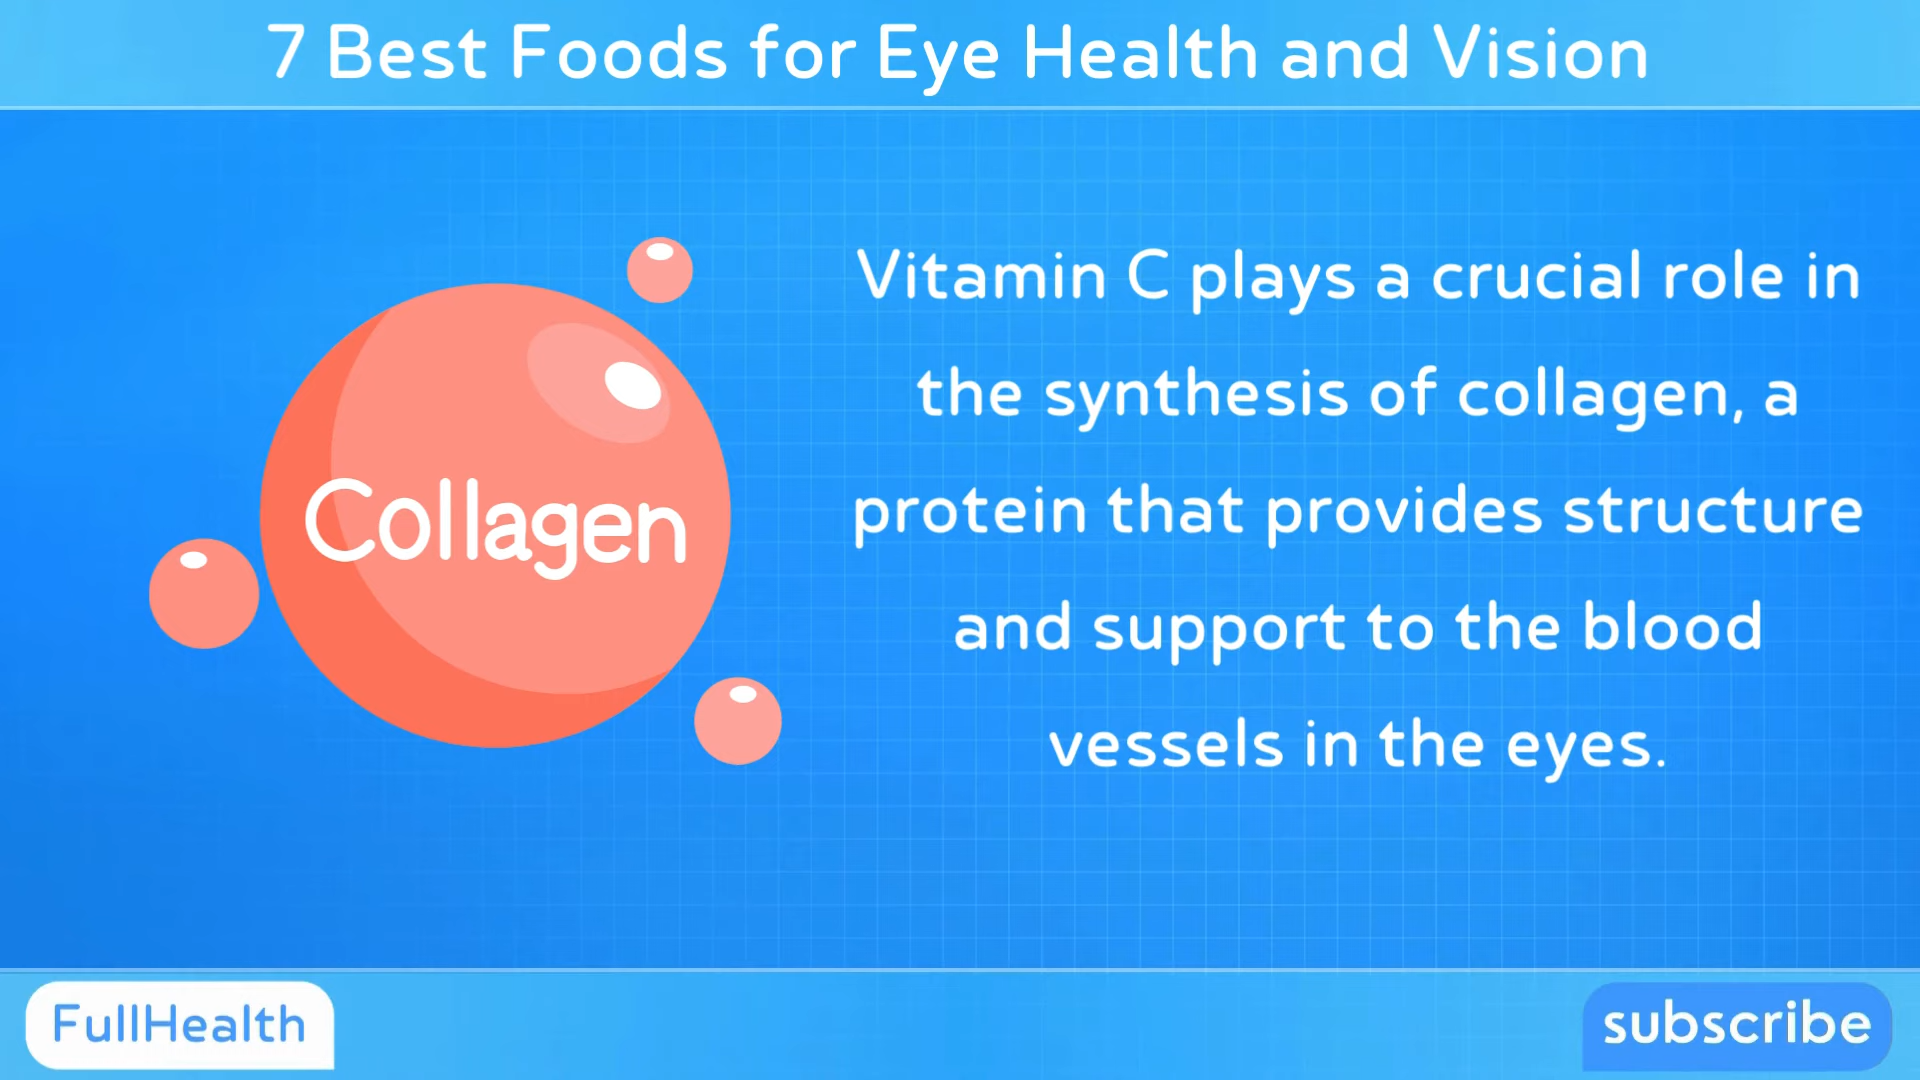 7 Best Foods for Eye Health and Vision
Collagen
Vitamin C plays a crucial role in
the synthesis of collagen, a
protein that provides structure
and support to the blood
vessels in the eyes.
FullHealth
subscribe